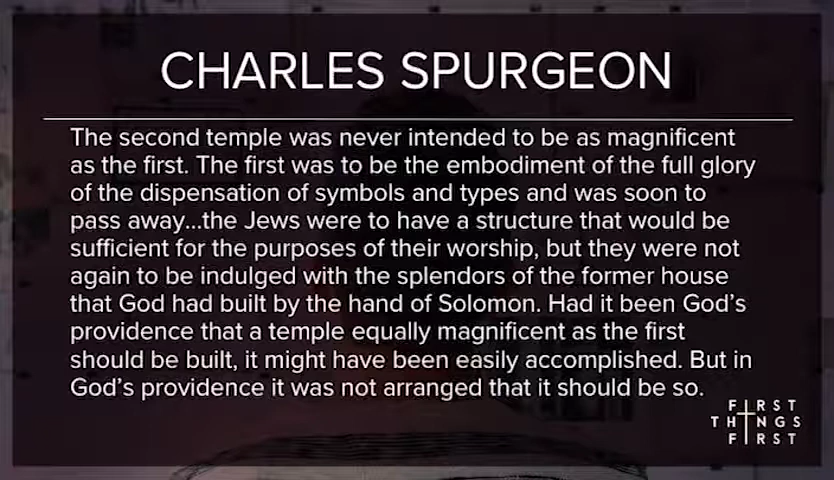 CHARLES SPURGEON
The second temple was never intended to be as magnificent
as the first. The first was to be the embodiment of the full glory
of the dispensation of symbols and types and was soon to
pass away...the Jews were to have a structure that would be
sufficient for the purposes of their worship, but they were not
again to be indulged with the splendors of the former house
that God had built by the hand of Solomon. Had it been God's
providence that a temple equally magnificent as the first
should be built, it might have been easily accomplished. But in
God's providence it was not arranged that it should be so.
FIRST
THINGS
FIRST